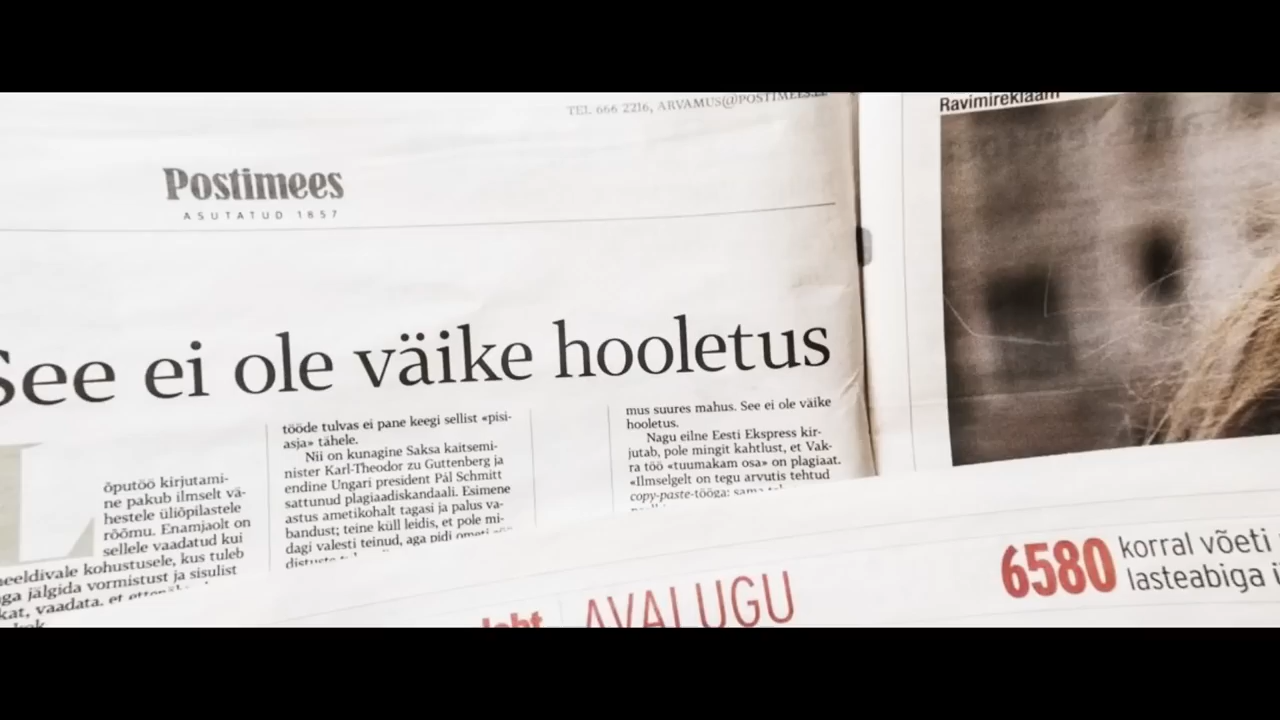 TEL 666 2216, ARVAMUS@POSTIMEES.EE
Postimees
ASUTATUD 1857
See ei ole väike hooletus
õputöö kirjutami-
ne pakub ilmselt vä-
hestele üliõpilastele
rõõmu. Enamjaolt on
sellele vaadatud kui
meeldivale kohustusele, kus tuleb
ga jälgida vormistust ja sisulist
kat, vaadata, et
tööde tulvas ei pane keegi sellist «pisi-
asja» tähele.
Nii on kunagine Saksa kaitsemi-
nister Karl-Theodor zu Guttenberg ja
endine Ungari president Pál Schmitt
sattunud plagiaadiskandaali. Esimene
astus ametikohalt tagasi ja palus va-
bandust; teine küll leidis, et pole mi-
dagi valesti teinud, aga pidi ometi
mus suures mahus. See ei ole väike
hooletus.
Nagu eilne Eesti Ekspress kir-
jutab, pole mingit kahtlust, et Vak-
ra töö «tuumakam osa» on plagiaat.
«Ilmselgelt on tegu arvutis tehtud
copy-paste-tööga:
Ravimireklaam
leht
AVALUGU
6580 korral võeti
lasteabiga